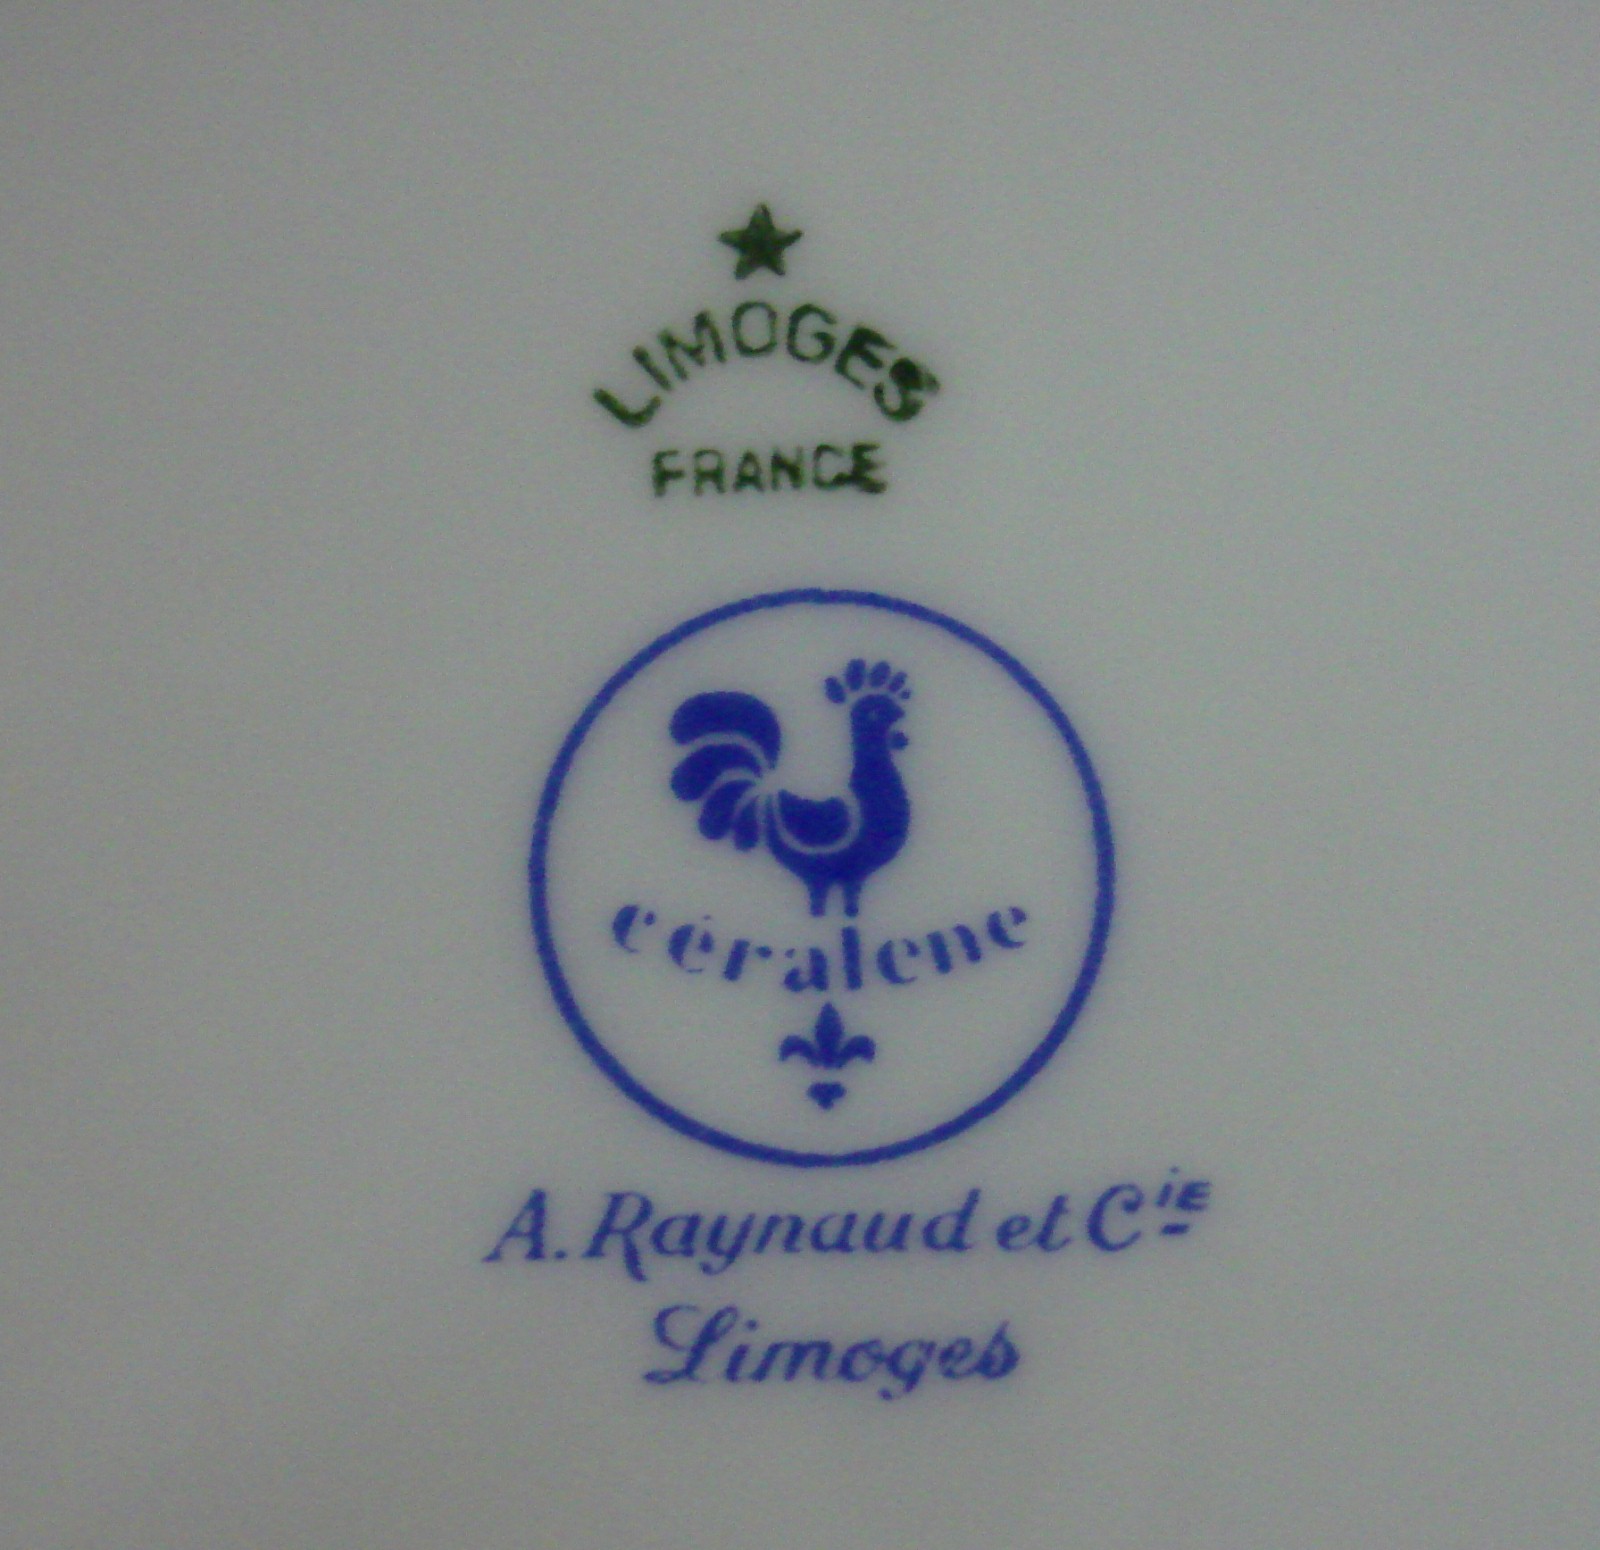 LIMOGES
FRANCE
céralene
A. Raynaud et Cie
Limoges